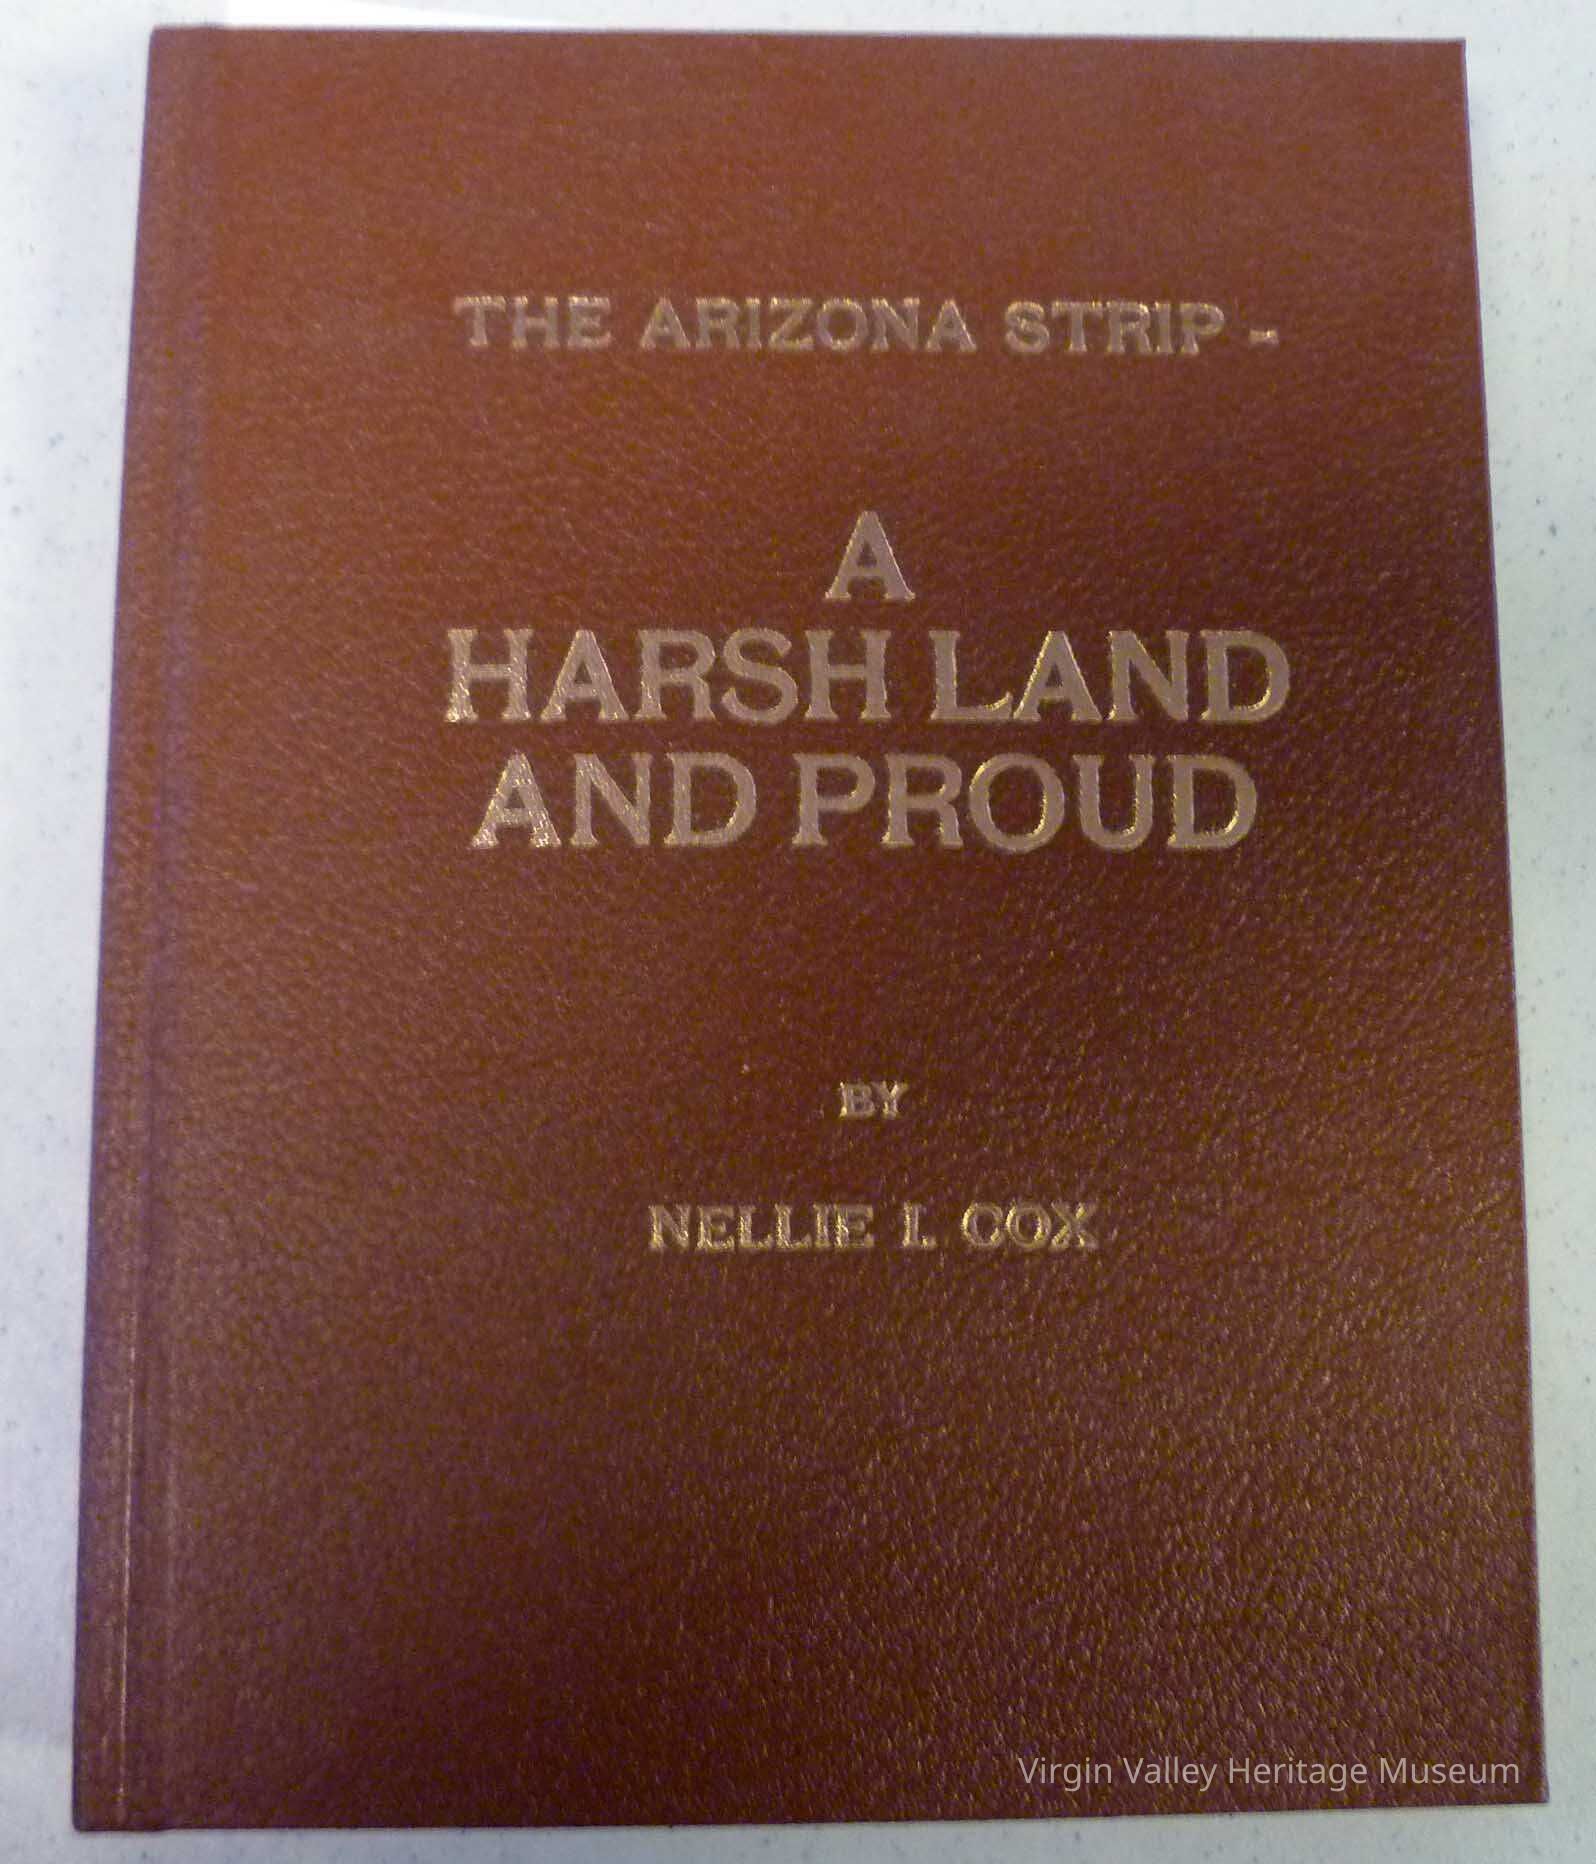 THE ARIZONA STRIP -
A
HARSH LAND
AND PROUD
BY
NELLIE I. COX
Virgin Valley Heritage Museum